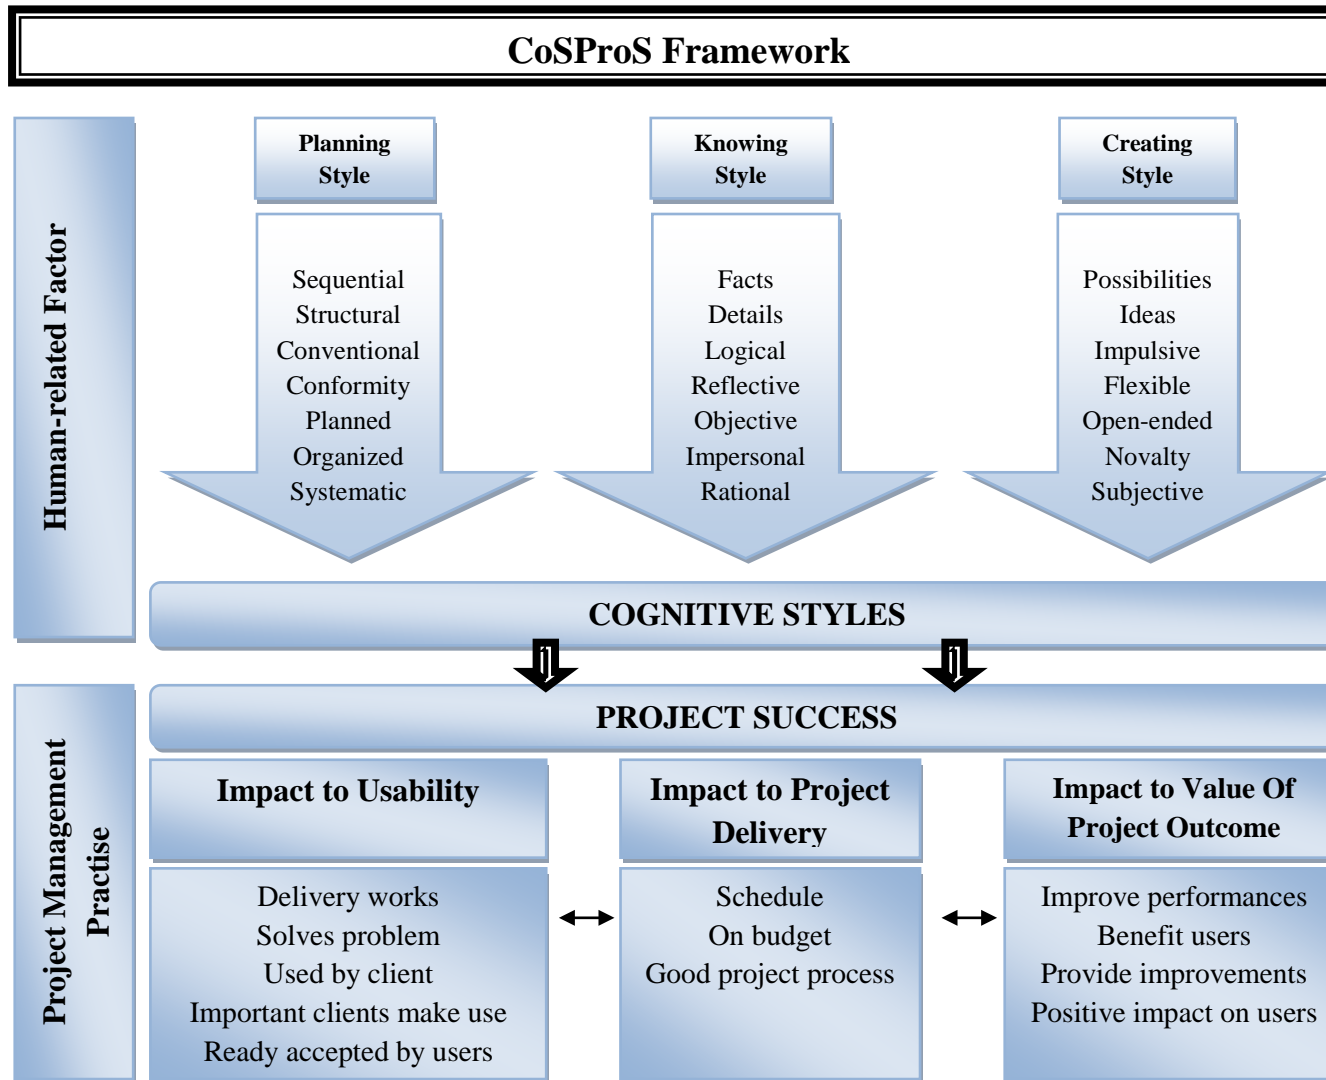 CoSProS Framework
Human-related Factor
Planning
Style
Sequential
Structural
Conventional
Conformity
Planned
Organized
Systematic
Knowing
Style
Facts
Details
Logical
Reflective
Objective
Impersonal
Rational
Creating
Style
Possibilities
Ideas
Impulsive
Flexible
Open-ended
Novalty
Subjective
COGNITIVE STYLES
Project Management
Practise
PROJECT SUCCESS
Impact to Usability
Delivery works
Solves problem
Used by client
Important clients make use
Ready accepted by users
Impact to Project
Delivery
Schedule
On budget
Good project process
Impact to Value Of
Project Outcome
Improve performances
Benefit users
Provide improvements
Positive impact on users